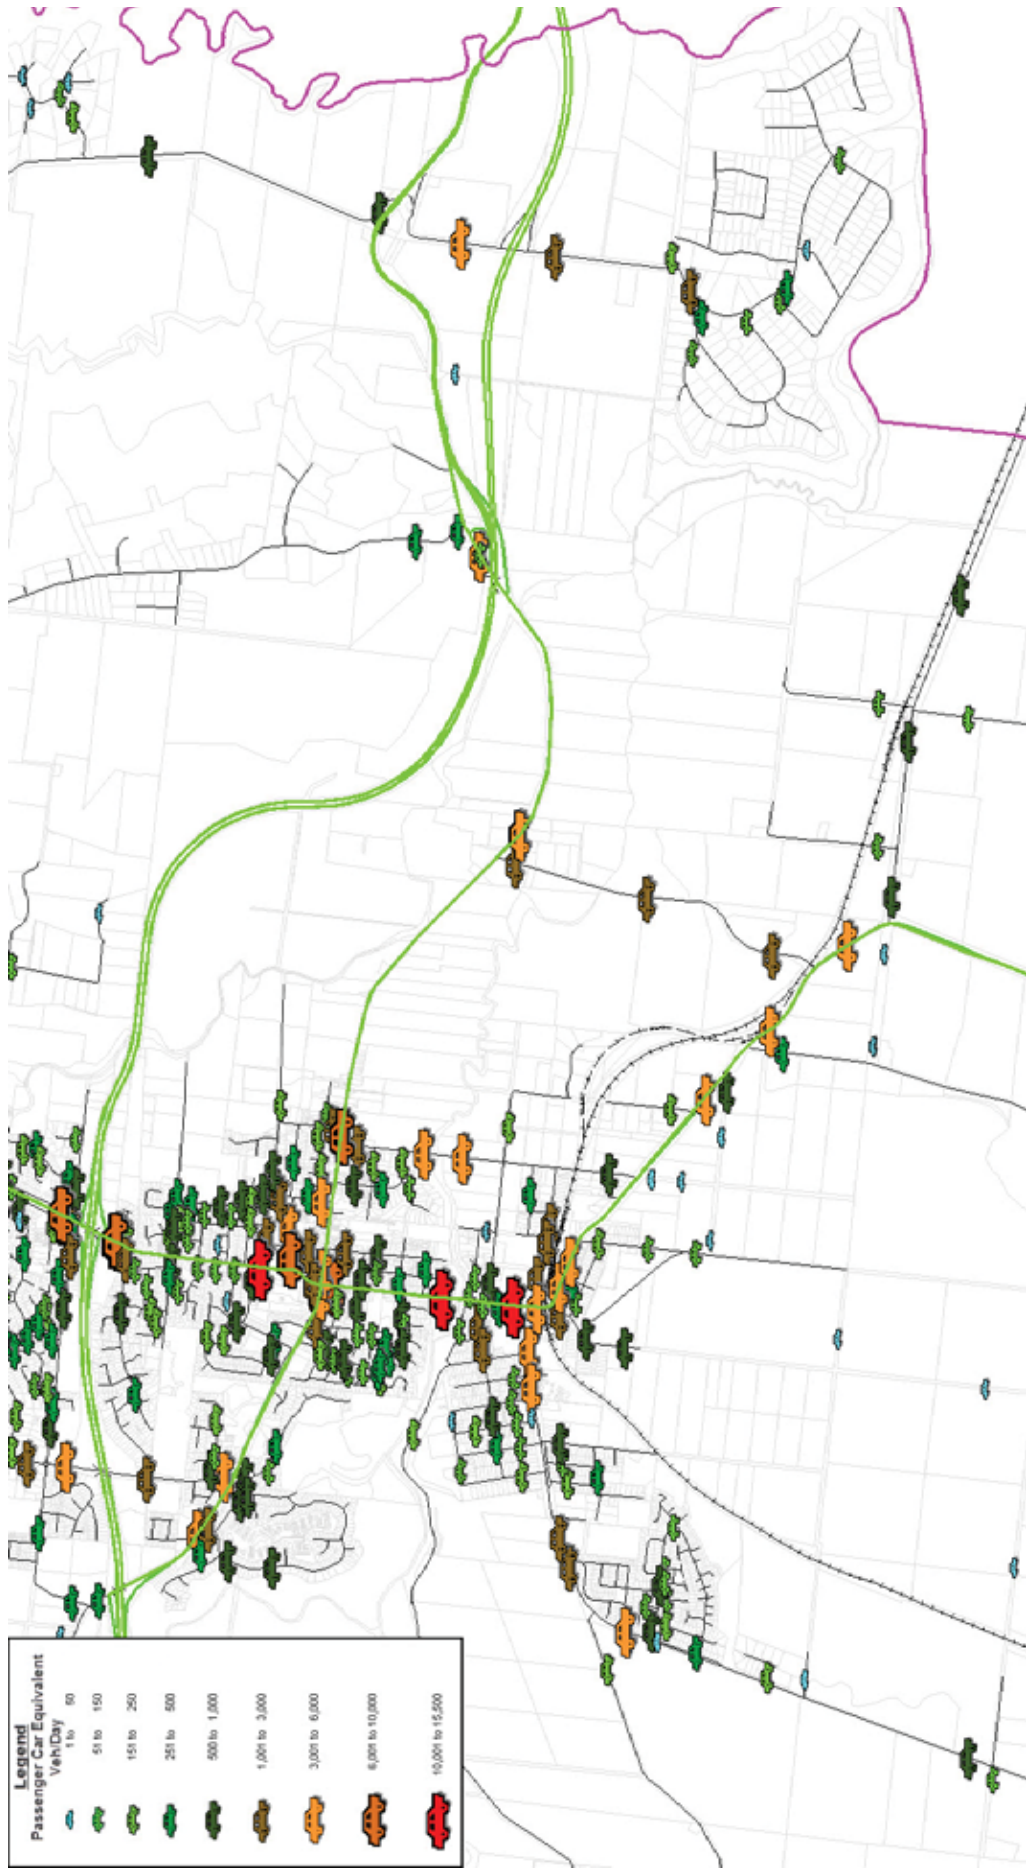 Legend
Passenger Car Equivalent
Veh/Day
1 to 50
51 to 150
151 to 250
251 to 500
500 to 1,000
1,001 to 3,000
3,001 to 6,000
6,001 to 10,000
10,001 to 15,500